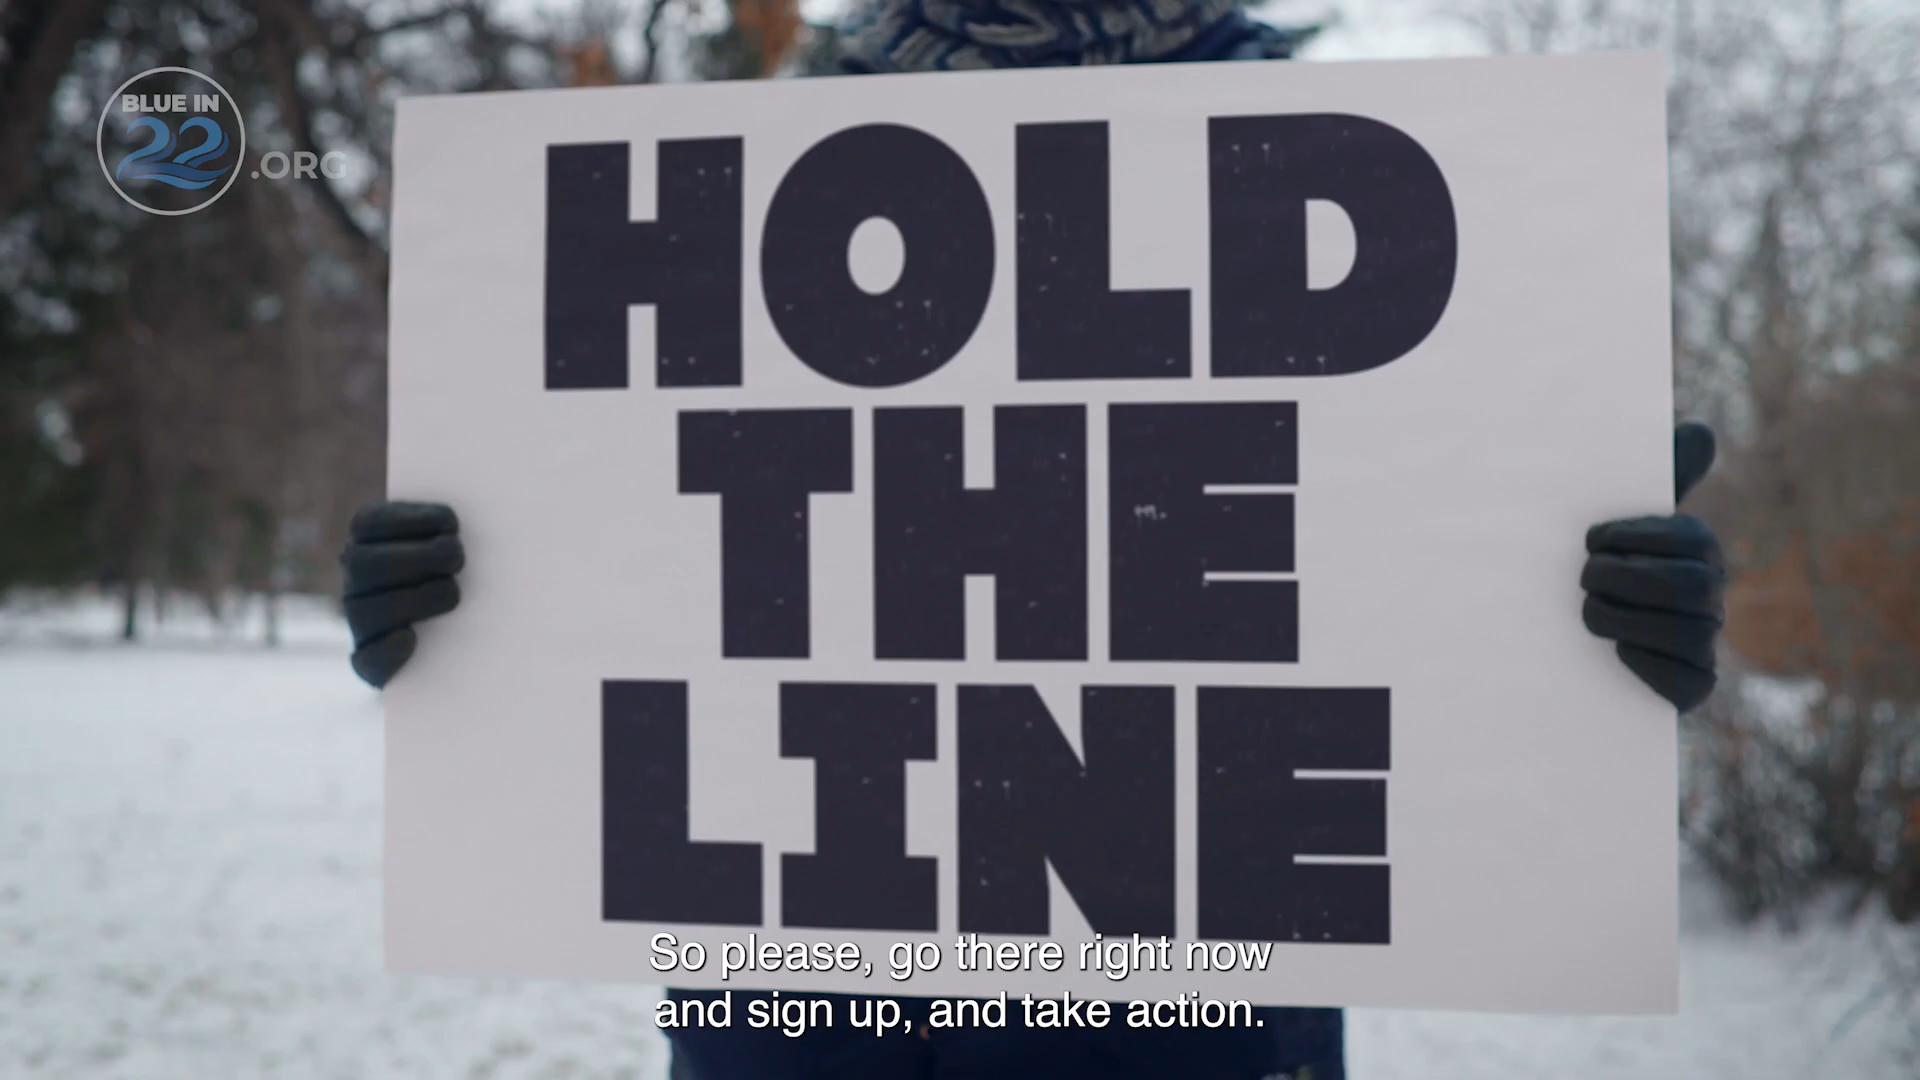 BLUE IN
22
.ORG
HOLD
THE
LINE
So please, go there right now
and sign up, and take action.